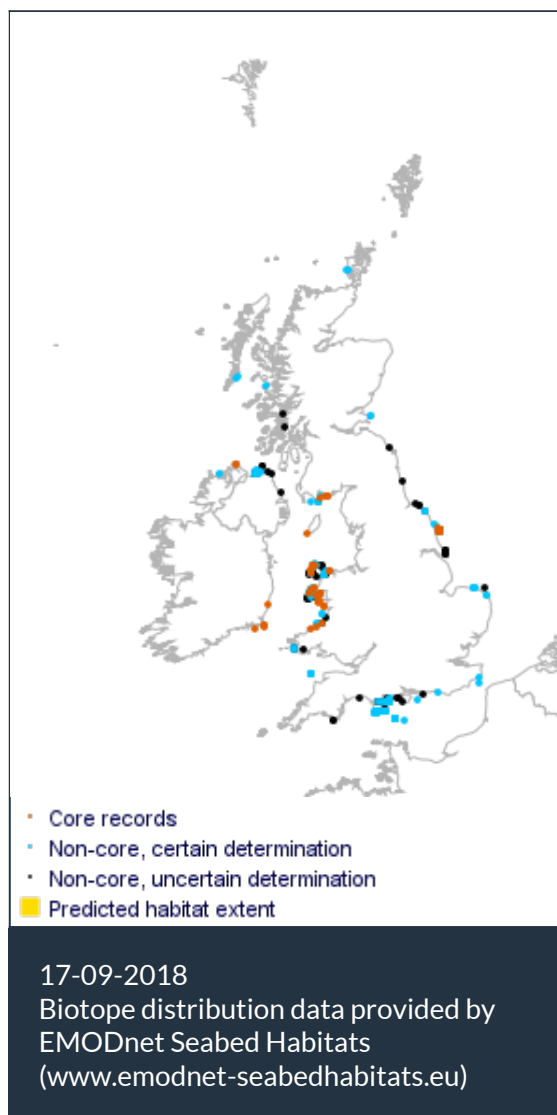 Core records
Non-core, certain determination
Non-core, uncertain determination
Predicted habitat extent
17-09-2018
Biotope distribution data provided by
EMODnet Seabed Habitats
(www.emodnet-seabedhabitats.eu)